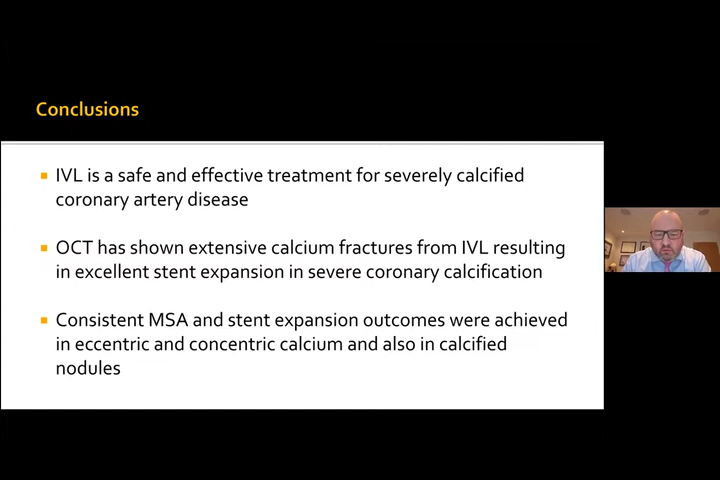 Conclusions
IVL is a safe and effective treatment for severely calcified
coronary artery disease
OCT has shown extensive calcium fractures from IVL resulting
in excellent stent expansion in severe coronary calcification
Consistent MSA and stent expansion outcomes were achieved
in eccentric and concentric calcium and also in calcified
nodules